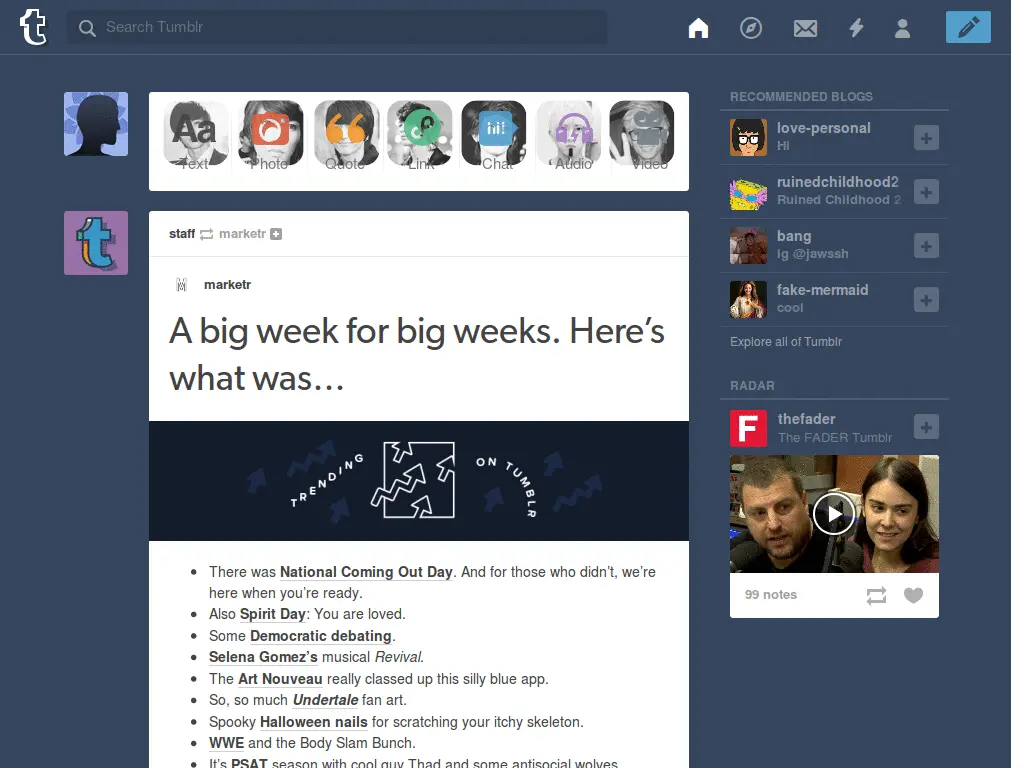 Search Tumblr
Text Photo Quote Link Chat Audio Video
staff marketr
marketr
A big week for big weeks. Here’s
what was...
TRENDING ON TUMBLR
• There was National Coming Out Day. And for those who didn’t, we’re
here when you’re ready.
• Also Spirit Day: You are loved.
• Some Democratic debating.
• Selena Gomez’s musical Revival.
• The Art Nouveau really classed up this silly blue app.
• So, so much Undertale fan art.
• Spooky Halloween nails for scratching your itchy skeleton.
• WWE and the Body Slam Bunch.
• It’s PSAT season with cool guy Thad and some antisocial wolves.
RECOMMENDED BLOGS
love-personal
Hi
ruinedchildhood2
Ruined Childhood 2
bang
ig @jawssh
fake-mermaid
cool
Explore all of Tumblr
RADAR
F
thefader
The FADER Tumblr
99 notes